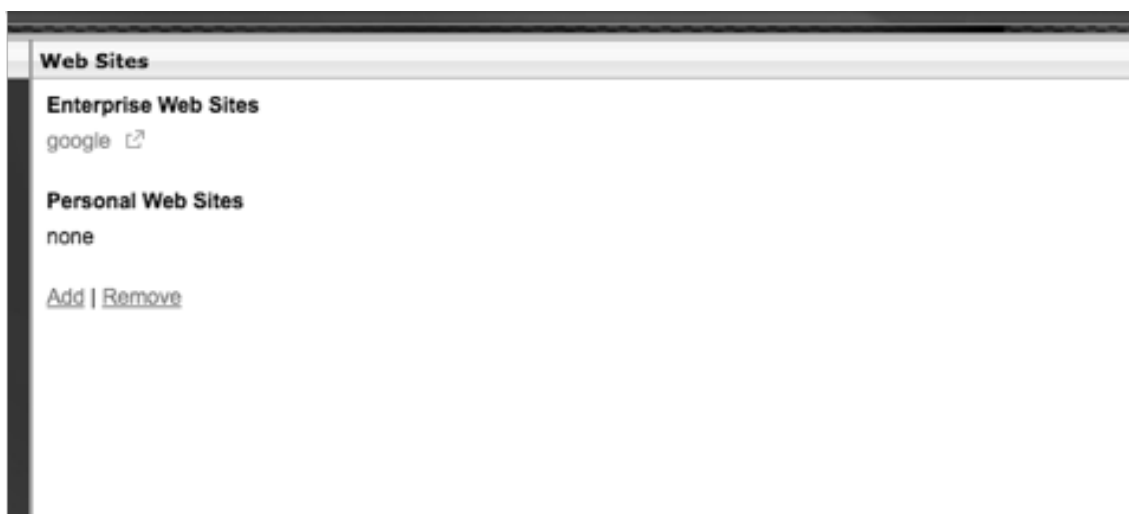 Web Sites
Enterprise Web Sites
google
Personal Web Sites
none
Add | Remove